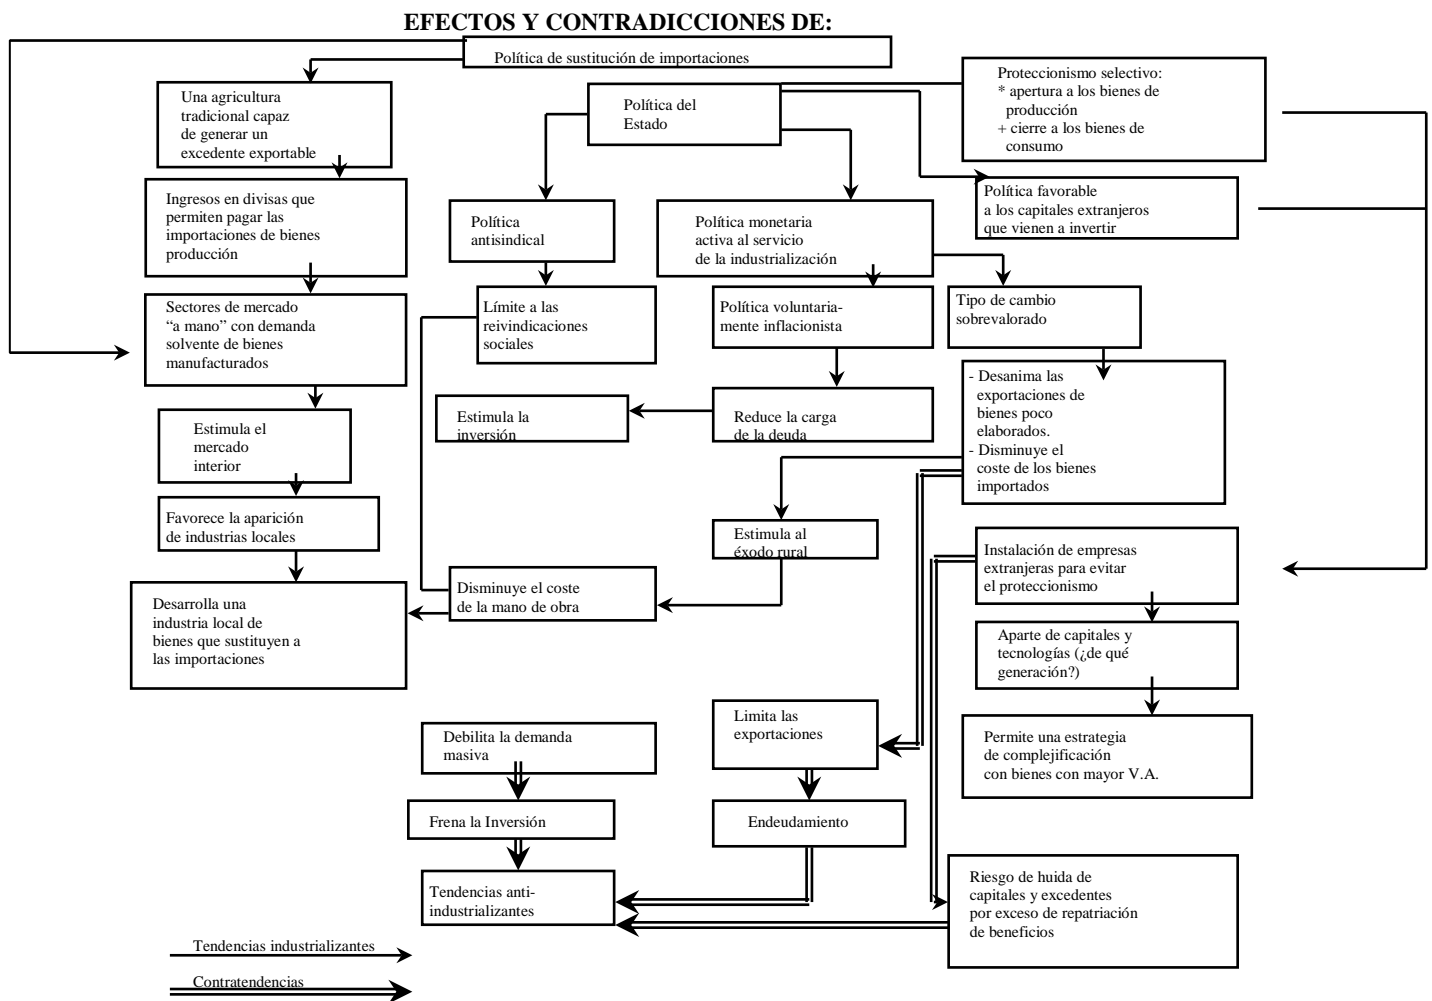 EFECTOS Y CONTRADICCIONES DE:
Política de sustitución de importaciones
Una agricultura
tradicional capaz
de generar un
excedente exportable
Ingresos en divisas que
permiten pagar las
importaciones de bienes
producción
Sectores de mercado
“a mano” con demanda
solvente de bienes
manufacturados
Estimula el
mercado
interior
Favorece la aparición
de industrias locales
Desarrolla una
industria local de
bienes que sustituyen a
las importaciones
Política del
Estado
Política
antisindical
Límite a las
reivindicaciones
sociales
Política monetaria
activa al servicio
de la industrialización
Política voluntaria-
mente inflacionista
Reduce la carga
de la deuda
Estimula la
inversión
Tipo de cambio
sobrevalorado
- Desanima las
exportaciones de
bienes poco
elaborados.
- Disminuye el
coste de los bienes
importados
Estimula al
éxodo rural
Disminuye el coste
de la mano de obra
Proteccionismo selectivo:
* apertura a los bienes de
producción
+ cierre a los bienes de
consumo
Política favorable
a los capitales extranjeros
que vienen a invertir
Instalación de empresas
extranjeras para evitar
el proteccionismo
Aparte de capitales y
tecnologías (¿de qué
generación?)
Permite una estrategia
de complejificación
con bienes con mayor V.A.
Limita las
exportaciones
Endeudamiento
Debilita la demanda
masiva
Frena la Inversión
Tendencias anti-
industrializantes
Riesgo de huida de
capitales y excedentes
por exceso de repatriación
de beneficios
Tendencias industrializantes
Contratendencias